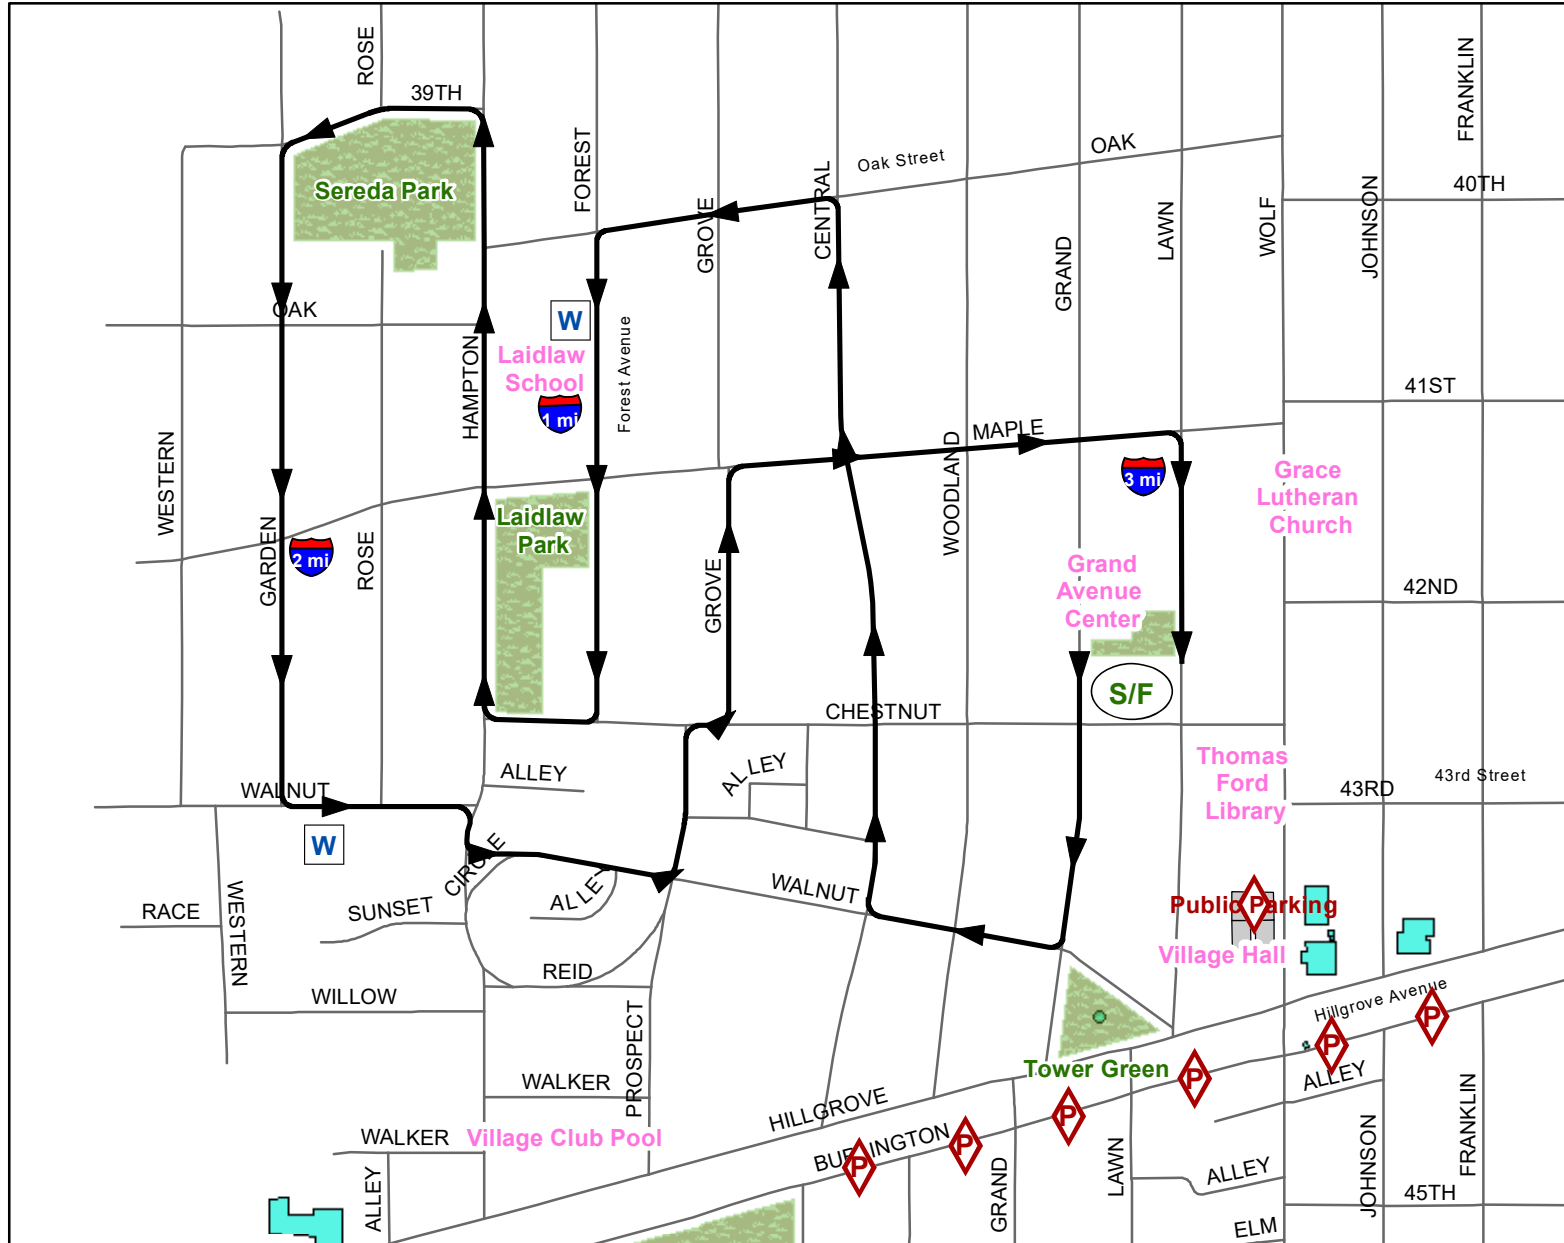 ROSE
39TH
FRANKLIN
FOREST
Oak Street
OAK
Sereda Park
CENTRAL
40TH
GROVE
LAWN
WOLF
JOHNSON
GRAND
OAK
W
Laidlaw
School
HAMPTON
Forest Avenue
41ST
1 mi
MAPLE
WESTERN
WOODLAND
3 mi
Grace
Lutheran
Church
Laidlaw
Park
GARDEN
2 mi
ROSE
GROVE
Grand
Avenue
Center
42ND
S/F
CHESTNUT
ALLEY
ALLEY
Thomas
Ford
Library
WALNUT
43RD
43rd Street
W
CIRCLE
ALLEY
WALNUT
RACE
WESTERN
SUNSET
Public Parking
P
Village Hall
REID
WILLOW
Hillgrove Avenue
P
P
PROSPECT
Tower Green
P
WALKER
HILLGROVE
P
ALLEY
WALKER
Village Club Pool
BURLINGTON
P
P
ALLEY
GRAND
LAWN
ALLEY
JOHNSON
FRANKLIN
45TH
ELM